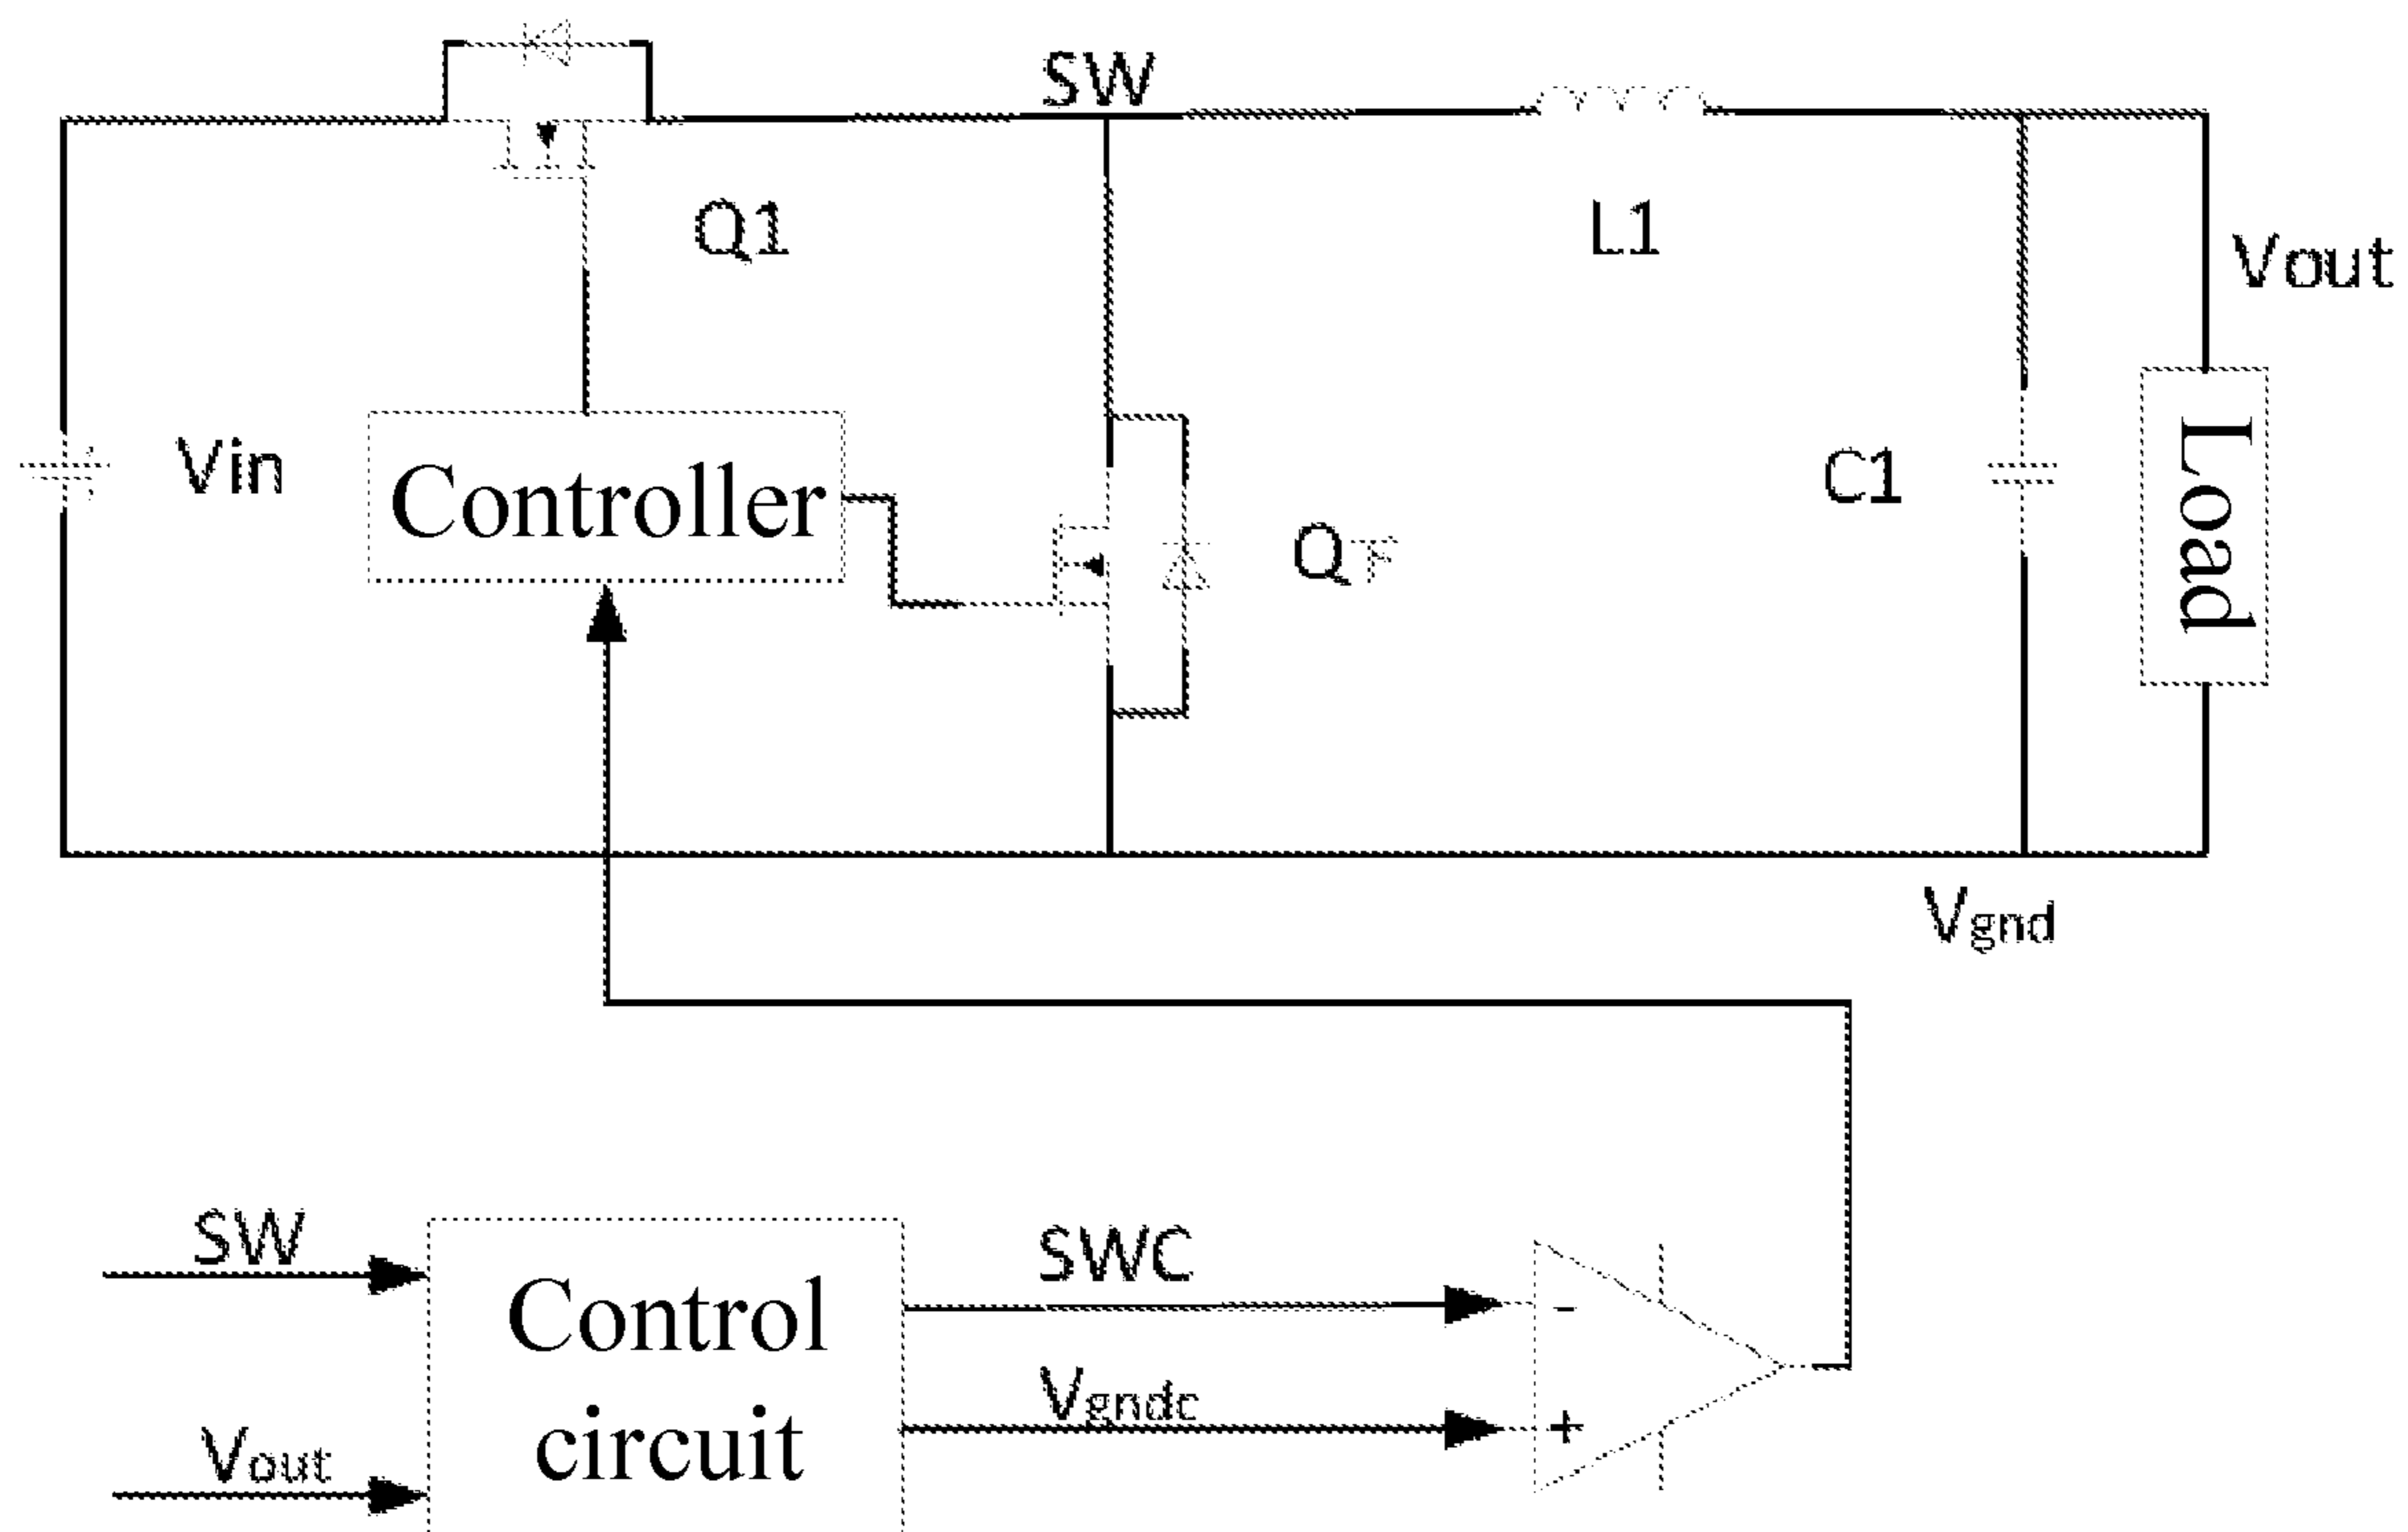 SW
Q1
L1
Vout
Vin
Controller
Q
C1
Load
Vgnd
SW
Control
circuit
SWC
-
Vgndc
+
Vout